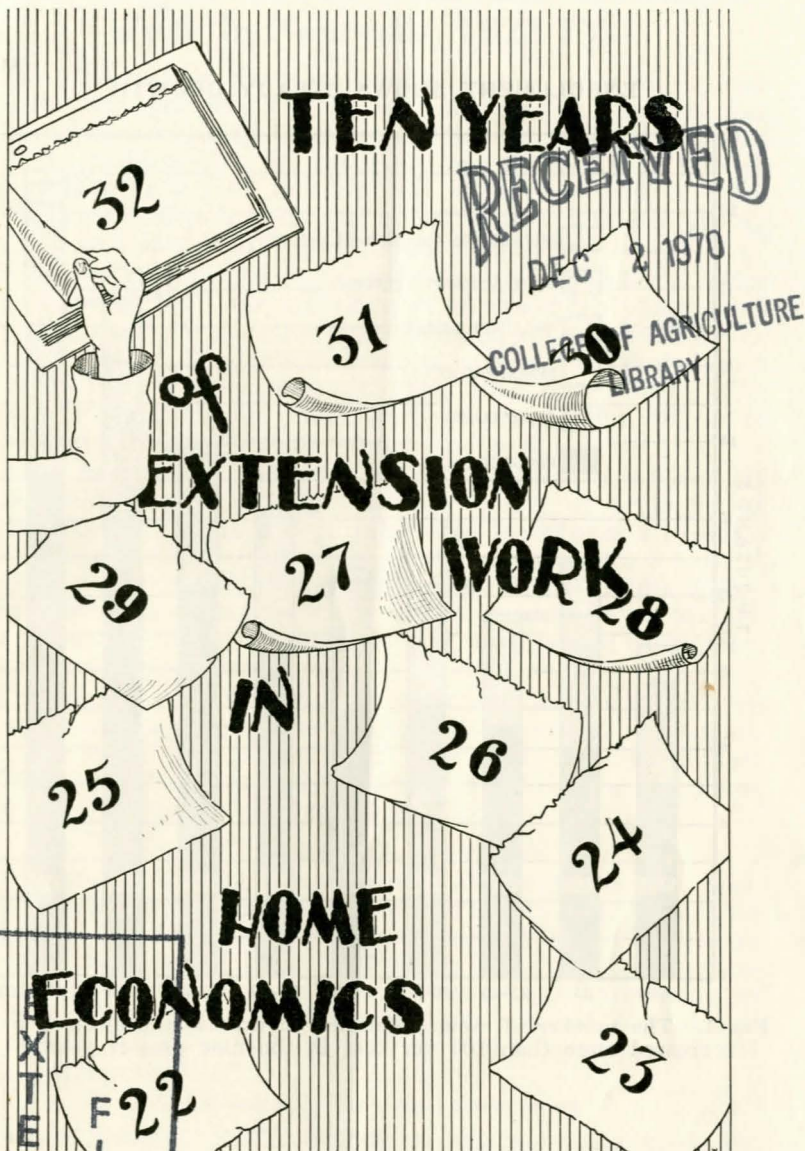 TEN YEARS
RECEIVED
32
DEC 2 1970
31
30
COLLEGE OF AGRICULTURE
LIBRARY
of
EXTENSION
WORK
29
27
28
IN
25
26
24
HOME
ECONOMICS
EXTE
22
F
23